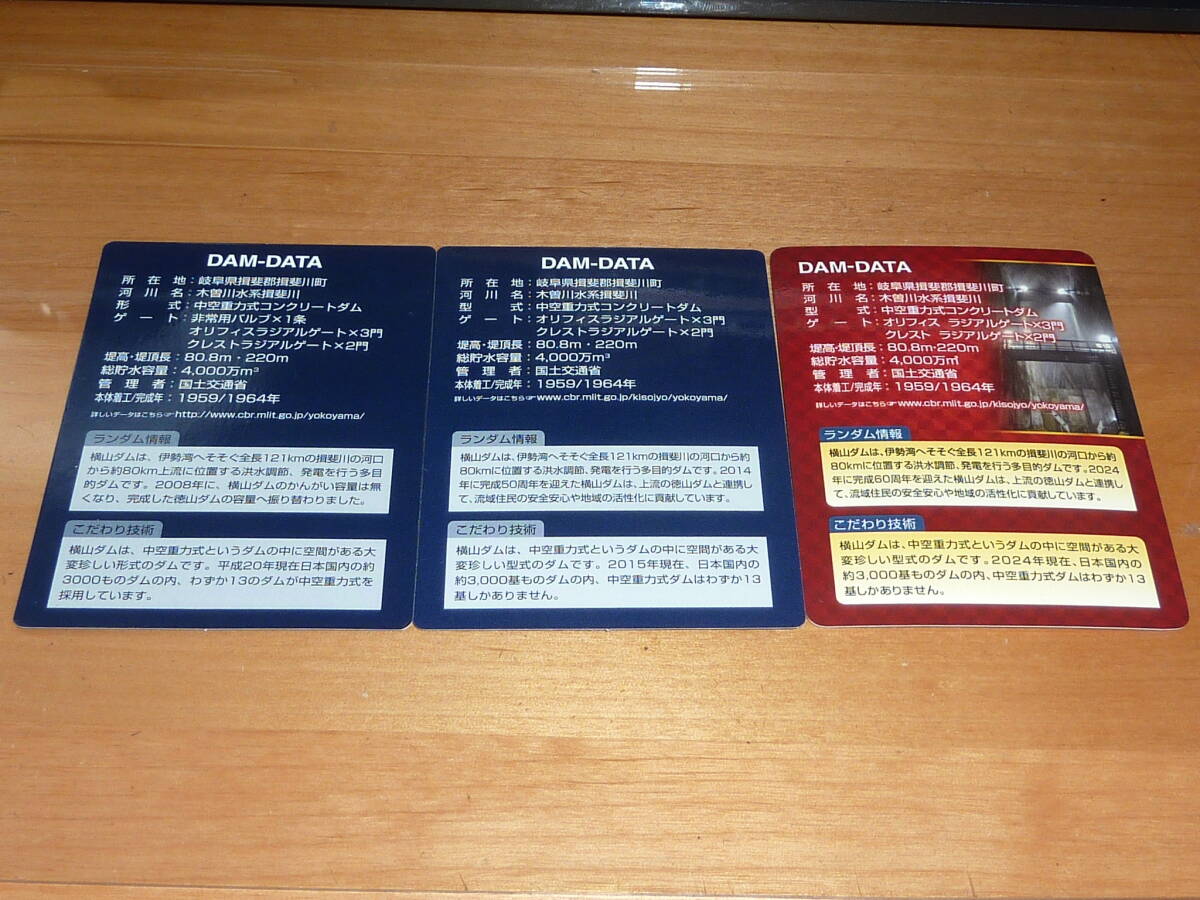 DAM-DATA
所在地：岐阜県揖斐郡揖斐川町
河川名：木曽川水系揖斐川
形式：中空重力式コンクリートダム
ゲート：非常用バルブ×1条
オリフィスラジアルゲート×3門
クレストラジアルゲート×2門
堤高・堤頂長：80.8m・220m
総貯水容量：4,000万m³
管理者：国土交通省
本体着工/完成年：1959/1964年
詳しいデータはこちら☞http://www.cbr.mlit.go.jp/yokoyama/
ランダム情報
横山ダムは、伊勢湾へそそぐ全長121kmの揖斐川の河口
から約80km上流に位置する洪水調節、発電を行う多目
的ダムです。2008年に、横山ダムのかんがい容量は無
くなり、完成した徳山ダムの容量へ振り替わりました。
こだわり技術
横山ダムは、中空重力式というダムの中に空間がある大
変珍しい形式のダムです。平成20年現在日本国内の約
3000ものダムの内、わずか13のダムが中空重力式を
採用しています。
DAM-DATA
所在地：岐阜県揖斐郡揖斐川町
河川名：木曽川水系揖斐川
型式：中空重力式コンクリートダム
ゲート：オリフィスラジアルゲート×3門
クレストラジアルゲート×2門
堤高・堤頂長：80.8m・220m
総貯水容量：4,000万m³
管理者：国土交通省
本体着工/完成年：1959/1964年
詳しいデータはこちら☞www.cbr.mlit.go.jp/kisojyo/yokoyama/
ランダム情報
横山ダムは、伊勢湾へそそぐ全長121kmの揖斐川の河口から約
80kmに位置する洪水調節、発電を行う多目的ダムです。2014
年に完成50周年を迎えた横山ダムは、上流の徳山ダムと連携し
て、流域住民の安全安心や地域の活性化に貢献しています。
こだわり技術
横山ダムは、中空重力式というダムの中に空間がある大
変珍しい型式のダムです。2015年現在、日本国内の
約3,000基ものダムの内、中空重力式ダムはわずか13
基しかありません。
DAM-DATA
所在地：岐阜県揖斐郡揖斐川町
河川名：木曽川水系揖斐川
型式：中空重力式コンクリートダム
ゲート：オリフィス ラジアルゲート×3門
クレスト ラジアルゲート×2門
堤高・堤頂長：80.8m・220m
総貯水容量：4,000万㎥
管理者：国土交通省
本体着工/完成年：1959/1964年
詳しいデータはこちら☞www.cbr.mlit.go.jp/kisojyo/yokoyama/
ランダム情報
横山ダムは、伊勢湾へそそぐ全長121kmの揖斐川の河口から約
80kmに位置する洪水調節、発電を行う多目的ダムです。2024
年に完成60周年を迎えた横山ダムは、上流の徳山ダムと連携し
て、流域住民の安全安心や地域の活性化に貢献しています。
こだわり技術
横山ダムは、中空重力式というダムの中に空間がある大
変珍しい型式のダムです。2024年現在、日本国内の
約3,000基ものダムの内、中空重力式ダムはわずか13
基しかありません。